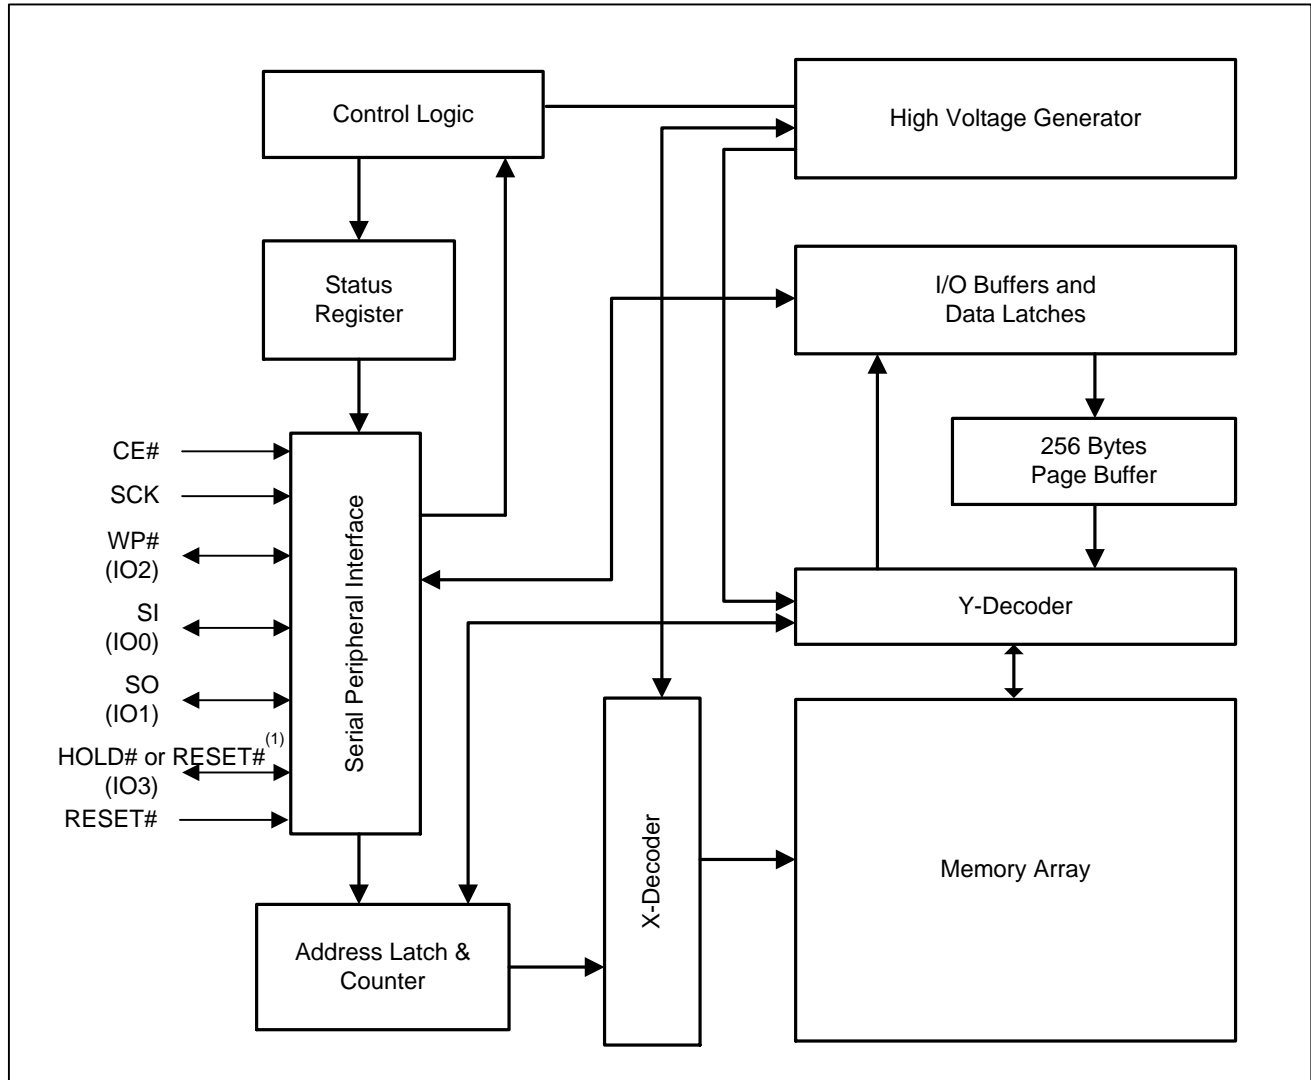 Control Logic
High Voltage Generator
Status
Register
I/O Buffers and
Data Latches
256 Bytes
Page Buffer
CE#
SCK
WP#
(IO2)
SI
(IO0)
SO
(IO1)
HOLD# or RESET#(1)
(IO3)
RESET#
Serial Peripheral Interface
Y-Decoder
X-Decoder
Memory Array
Address Latch &
Counter